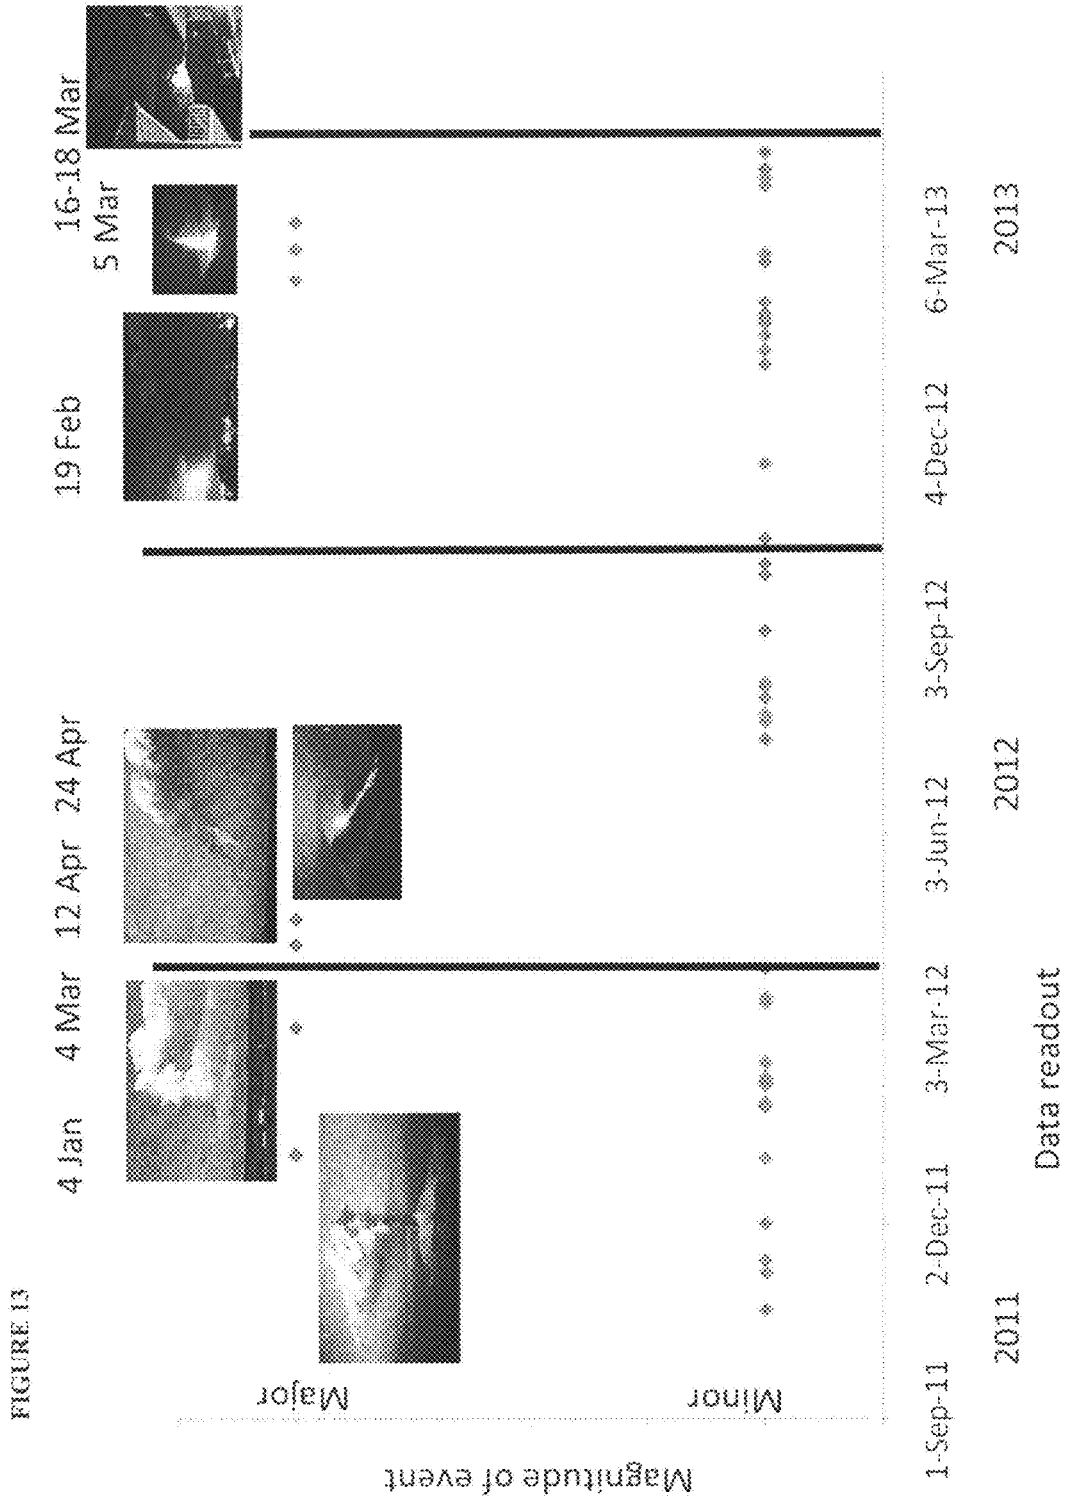 FIGURE 13
4 Jan 4 Mar 12 Apr 24 Apr 19 Feb 5 Mar 16-18 Mar
Magnitude of event
Major
Minor
1-Sep-11 2-Dec-11 3-Mar-12 3-Jun-12 3-Sep-12 4-Dec-12 6-Mar-13
2011 2012 2013
Data readout